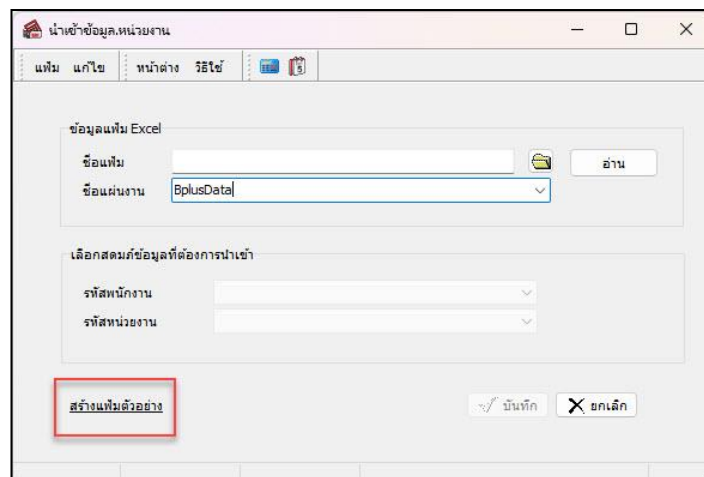 นำเข้าข้อมูล.หน่วยงาน
แฟ้ม แก้ไข หน้าต่าง วิธีใช้
ข้อมูลแฟ้ม Excel
ชื่อแฟ้ม อ่าน
ชื่อแผ่นงาน BplusData
เลือกสดมภ์ข้อมูลที่ต้องการนำเข้า
รหัสพนักงาน
รหัสหน่วยงาน
สร้างแฟ้มตัวอย่าง บันทึก ยกเลิก